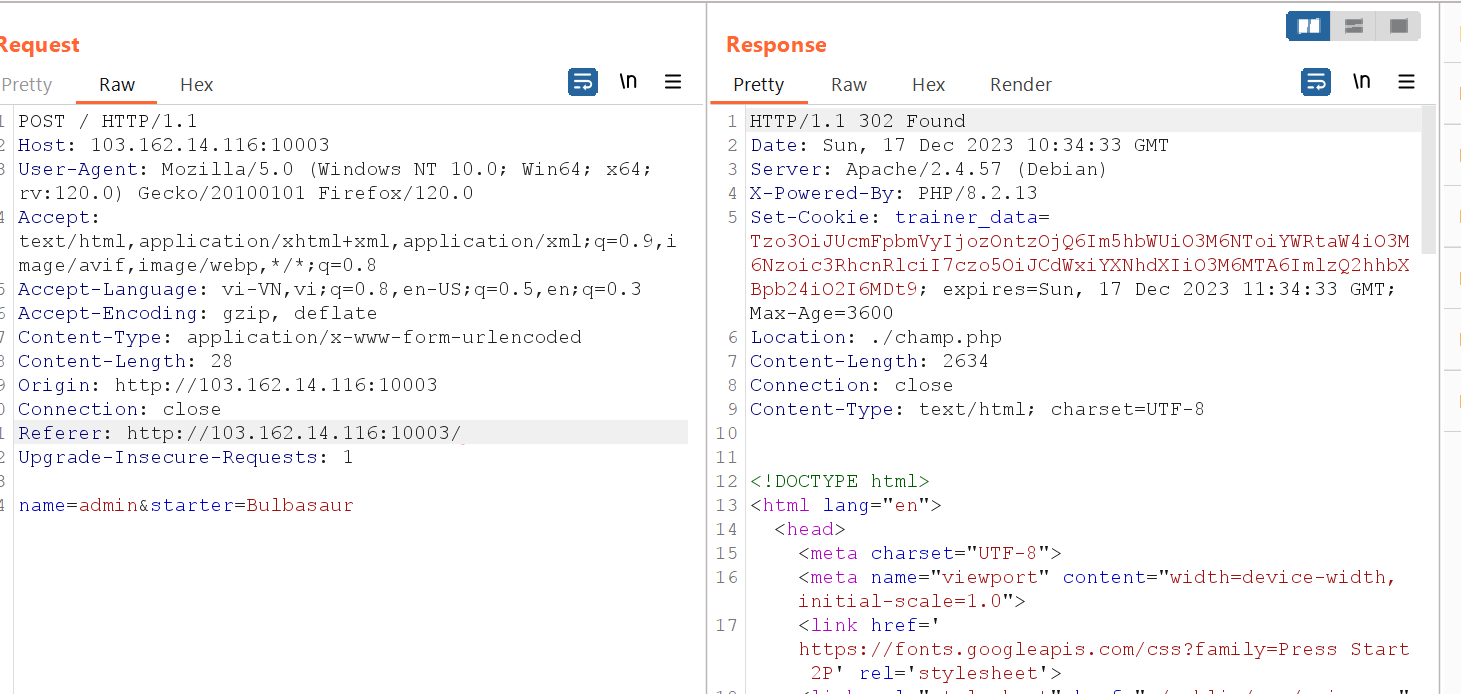 Request
Pretty Raw Hex \n
1 POST / HTTP/1.1
2 Host: 103.162.14.116:10003
3 User-Agent: Mozilla/5.0 (Windows NT 10.0; Win64; x64;
rv:120.0) Gecko/20100101 Firefox/120.0
4 Accept:
text/html,application/xhtml+xml,application/xml;q=0.9,i
mage/avif,image/webp,*/*;q=0.8
5 Accept-Language: vi-VN,vi;q=0.8,en-US;q=0.5,en;q=0.3
6 Accept-Encoding: gzip, deflate
7 Content-Type: application/x-www-form-urlencoded
8 Content-Length: 28
9 Origin: http://103.162.14.116:10003
0 Connection: close
1 Referer: http://103.162.14.116:10003/
2 Upgrade-Insecure-Requests: 1
3
4 name=admin&starter=Bulbasaur
Response
Pretty Raw Hex Render \n
1 HTTP/1.1 302 Found
2 Date: Sun, 17 Dec 2023 10:34:33 GMT
3 Server: Apache/2.4.57 (Debian)
4 X-Powered-By: PHP/8.2.13
5 Set-Cookie: trainer_data=
Tzo3OiJUcmFpbmVyIjozOntzOjQ6Im5hbWUiO3M6NToiYWRtaW4iO3M
6Nzoic3RhcnRlciI7czo5OiJCdWxiYXNhdXIiO3M6MTA6ImlzQ2hhbX
Bpb24iO2I6MDt9; expires=Sun, 17 Dec 2023 11:34:33 GMT;
Max-Age=3600
6 Location: ./champ.php
7 Content-Length: 2634
8 Connection: close
9 Content-Type: text/html; charset=UTF-8
10
11
12 <!DOCTYPE html>
13 <html lang="en">
14 <head>
15 <meta charset="UTF-8">
16 <meta name="viewport" content="width=device-width,
initial-scale=1.0">
17 <link href='
https://fonts.googleapis.com/css?family=Press Start
2P' rel='stylesheet'>